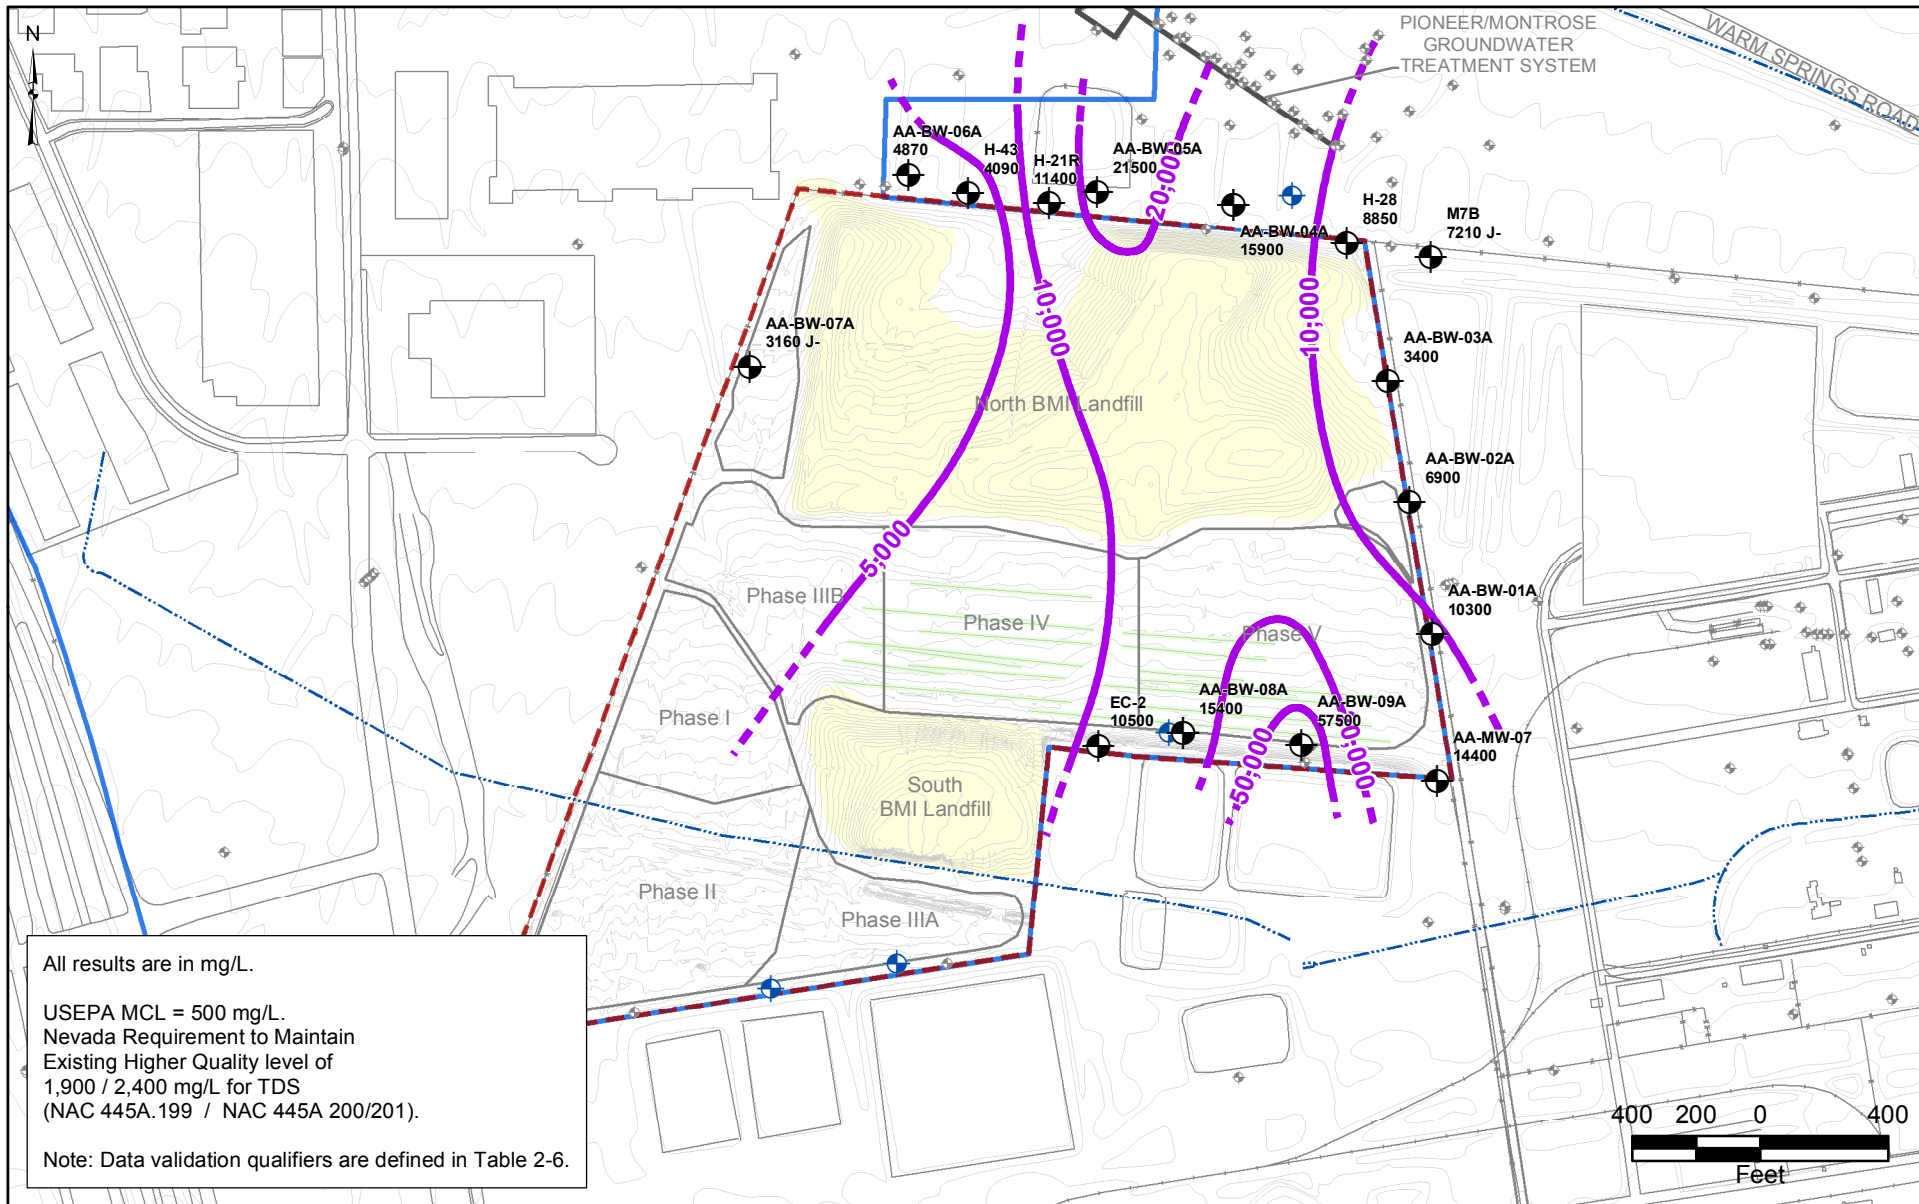 N
PIONEER/MONTROSE
GROUNDWATER
TREATMENT SYSTEM
WARM SPRINGS ROAD
AA-BW-06A
4870
H-43
4090
H-21R
11400
AA-BW-05A
21500
20,000
AA-BW-04A
15900
H-28
8850
M7B
7210 J-
AA-BW-07A
3160 J-
10,000
10,000
AA-BW-03A
3400
North BMI Landfill
AA-BW-02A
6900
5,000
Phase IIIB
Phase IV
Phase V
AA-BW-01A
10300
Phase I
EC-2
10500
AA-BW-08A
15400
AA-BW-09A
57500
50,000
AA-MW-07
14400
South
BMI Landfill
Phase II
Phase IIIA
All results are in mg/L.
USEPA MCL = 500 mg/L.
Nevada Requirement to Maintain
Existing Higher Quality level of
1,900 / 2,400 mg/L for TDS
(NAC 445A.199 / NAC 445A 200/201).
Note: Data validation qualifiers are defined in Table 2-6.
400 200 0 400
Feet